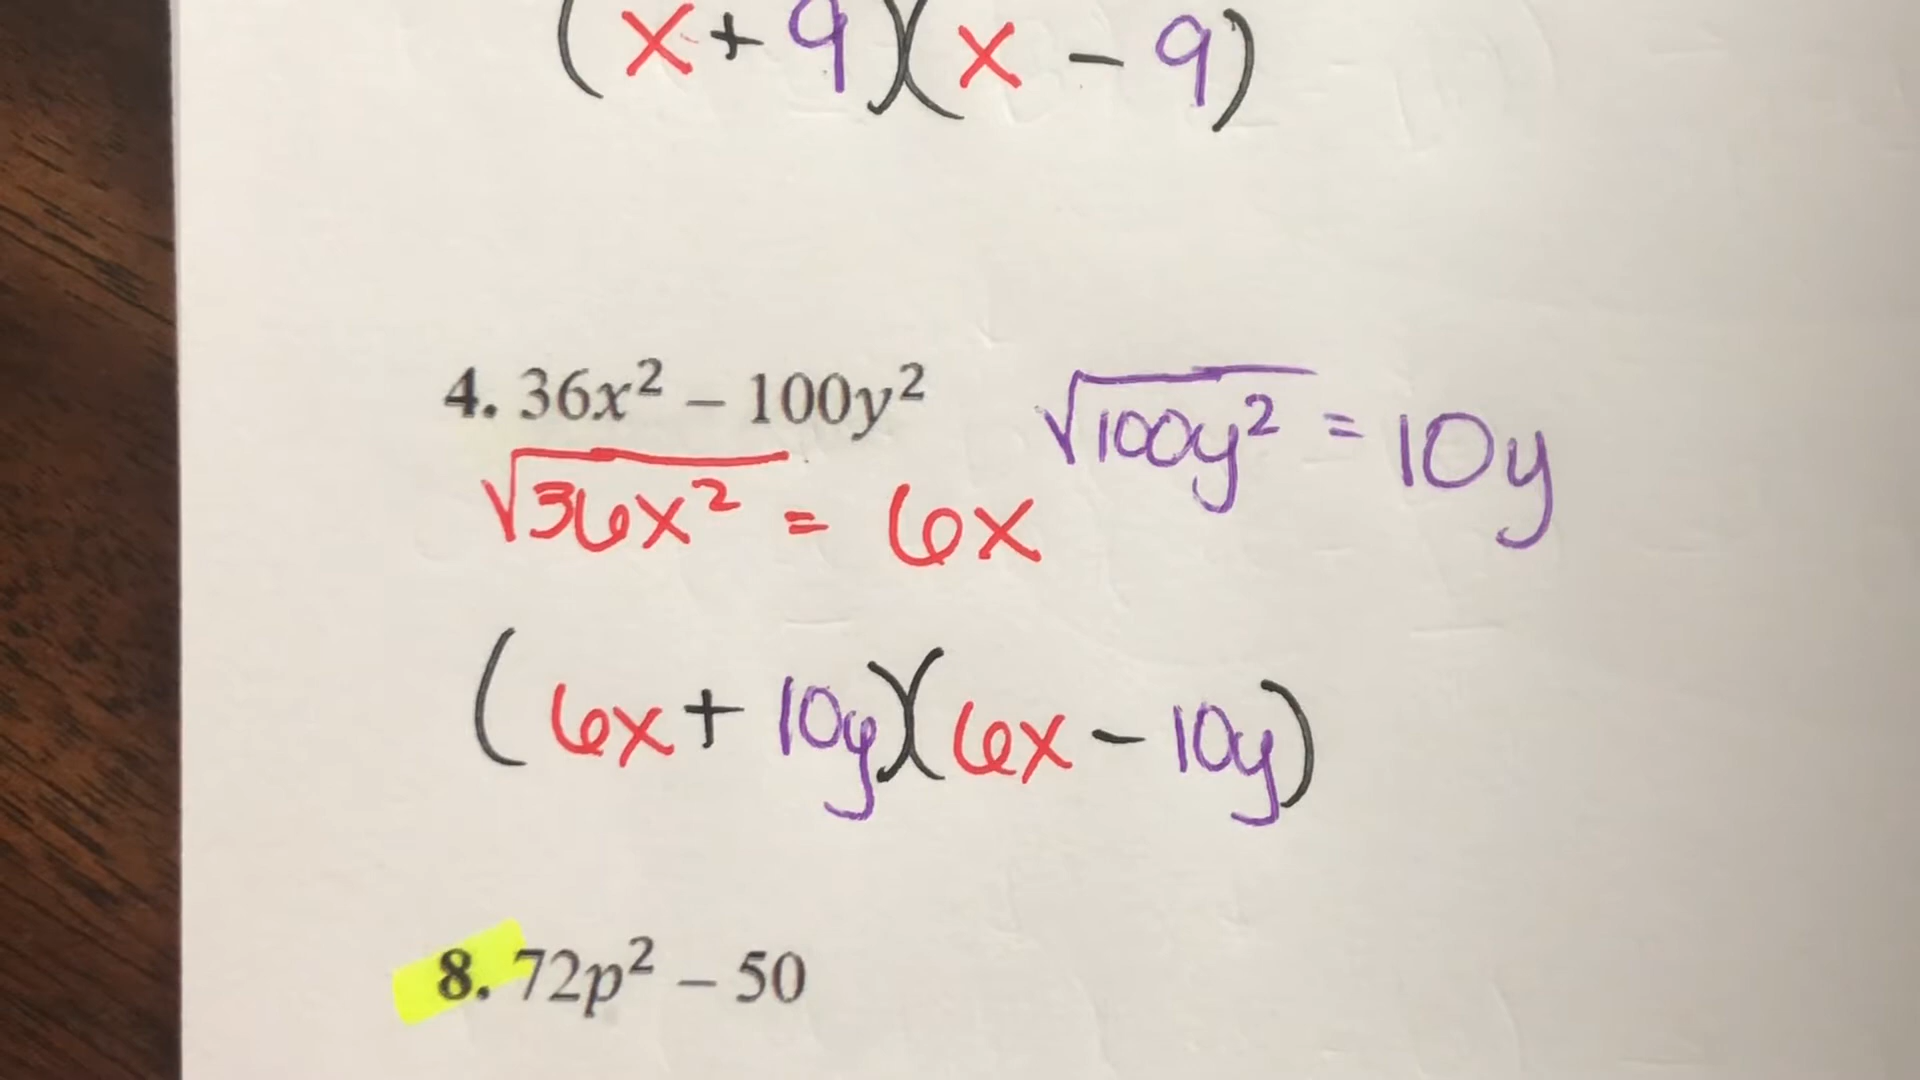 (x + 9)(x - 9)
4. 36x² – 100y²
√100y² = 10y
√36x² = 6x
(6x + 10y)(6x - 10y)
8. 72p² – 50